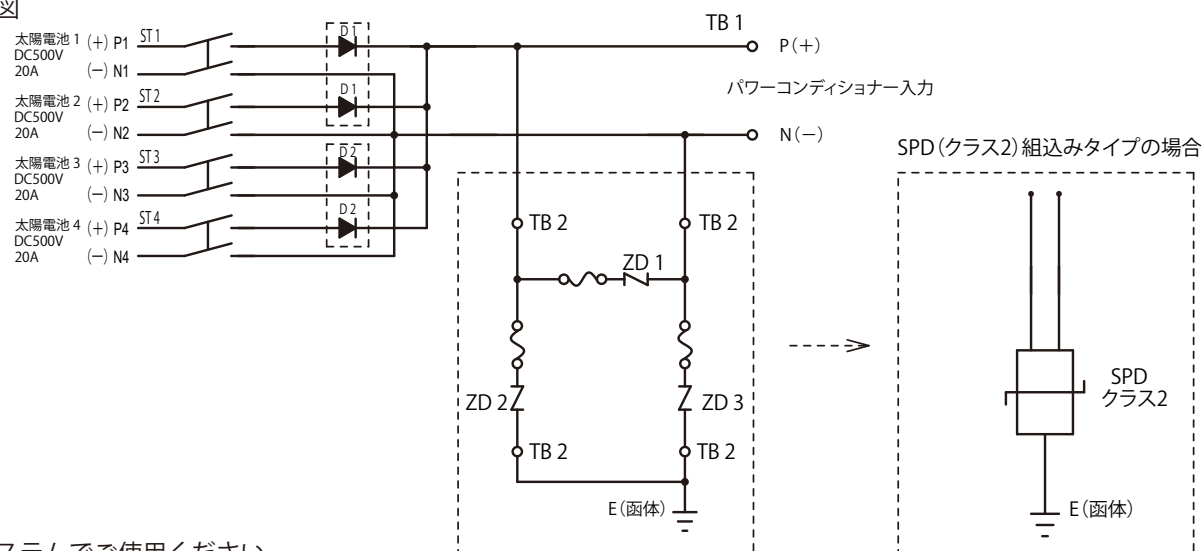 図
太陽電池 1 (+) P1 ST1
DC500V
20A (−) N1
太陽電池 2 (+) P2 ST2
DC500V
20A (−) N2
太陽電池 3 (+) P3 ST3
DC500V
20A (−) N3
太陽電池 4 (+) P4 ST4
DC500V
20A (−) N4
D1
D1
D2
D2
TB 1
P(+)
パワーコンディショナー入力
N(−)
TB 2 TB 2
ZD 1
ZD 2 ZD 3
TB 2 TB 2
E(函体)
SPD(クラス2)組込みタイプの場合
SPD
クラス2
E(函体)
ステムでご使用ください